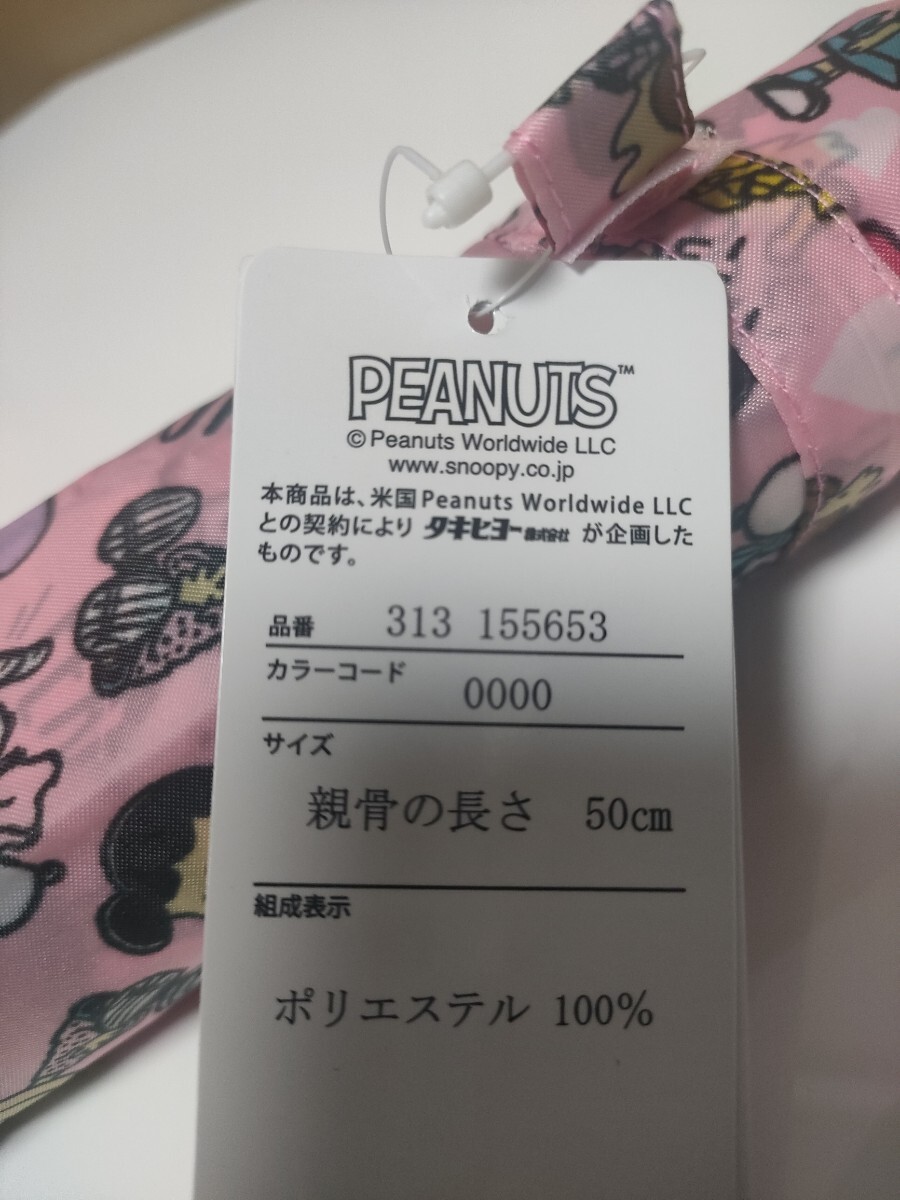 PEANUTS™
© Peanuts Worldwide LLC
www.snoopy.co.jp
本商品は、米国Peanuts Worldwide LLC
との契約により タキヒヨー株式会社 が企画した
ものです。
品番 313 155653
カラーコード 0000
サイズ
親骨の長さ 50cm
組成表示
ポリエステル 100%